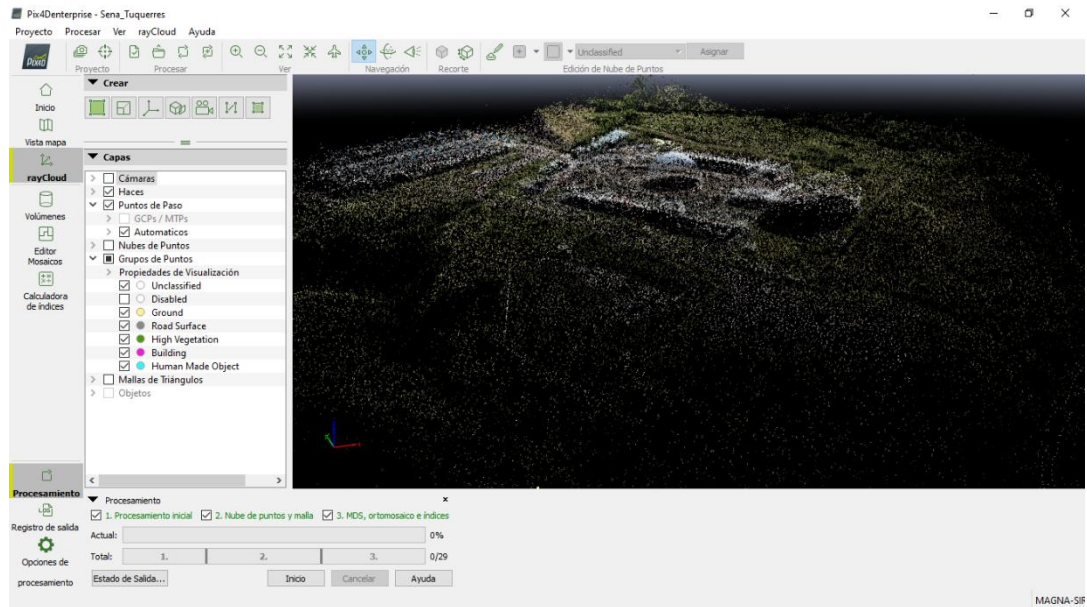 Pix4Denterprise - Sena_Tuquerres
Proyecto Procesar Ver rayCloud Ayuda
Pix4D
Proyecto Procesar Ver Navegación Recorte Edición de Nube de Puntos
Unclassified Asignar
Inicio
Vista mapa
rayCloud
Volúmenes
Editor
Mosaicos
Calculadora
de índices
Crear
Capas
Cámaras
Haces
Puntos de Paso
GCPs / MTPs
Automaticos
Nubes de Puntos
Grupos de Puntos
Propiedades de Visualización
Unclassified
Disabled
Ground
Road Surface
High Vegetation
Building
Human Made Object
Mallas de Triángulos
Objetos
Procesamiento
Registro de salida
Opciones de
procesamiento
Procesamiento
1. Procesamiento inicial 2. Nube de puntos y malla 3. MDS, ortomosaico e índices
Actual: 0%
Total: 1. 2. 3. 0/29
Estado de Salida... Inicio Cancelar Ayuda
MAGNA-SIR